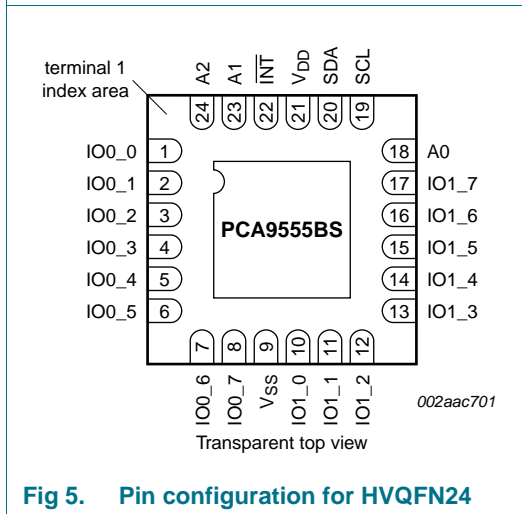 terminal 1
index area
A2
A1
INT
VDD
SDA
SCL
24
23
22
21
20
19
IO0_0 1
IO0_1 2
IO0_2 3
IO0_3 4
IO0_4 5
IO0_5 6
PCA9555BS
18 A0
17 IO1_7
16 IO1_6
15 IO1_5
14 IO1_4
13 IO1_3
7
8
9
10
11
12
IO0_6
IO0_7
VSS
IO1_0
IO1_1
IO1_2
002aac701
Transparent top view
Fig 5. Pin configuration for HVQFN24